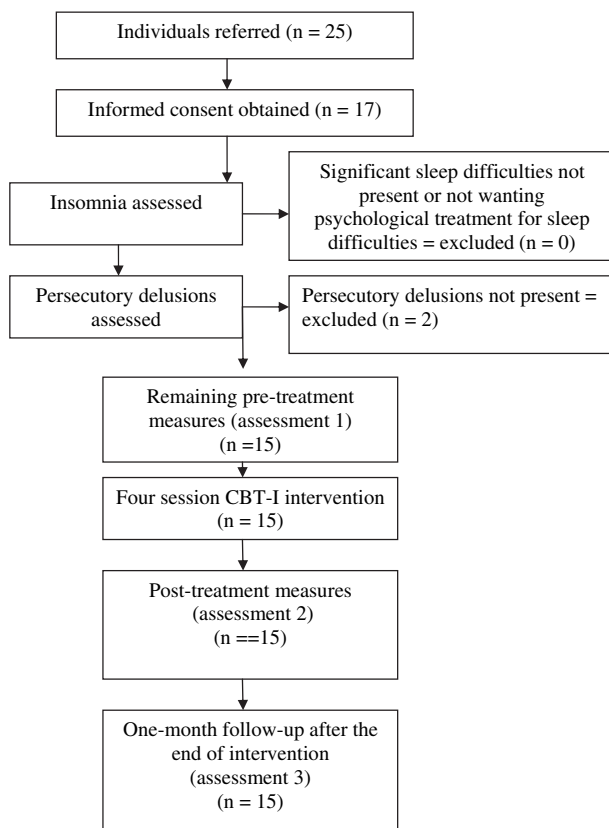 Individuals referred (n = 25)
Informed consent obtained (n = 17)
Significant sleep difficulties not
present or not wanting
psychological treatment for sleep
difficulties = excluded (n = 0)
Insomnia assessed
Persecutory delusions
assessed
Persecutory delusions not present =
excluded (n = 2)
Remaining pre-treatment
measures (assessment 1)
(n =15)
Four session CBT-I intervention
(n = 15)
Post-treatment measures
(assessment 2)
(n ==15)
One-month follow-up after the
end of intervention
(assessment 3)
(n = 15)